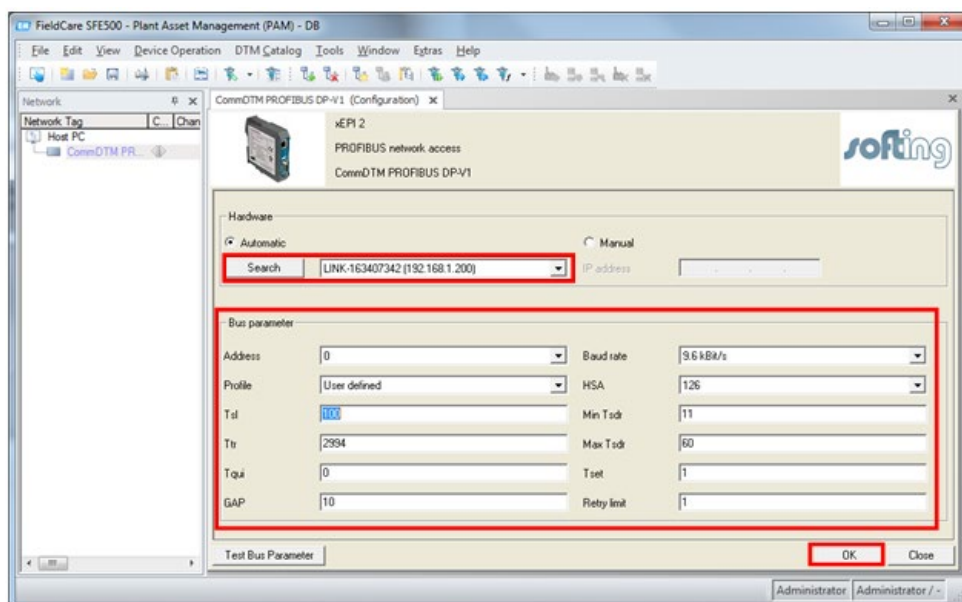 FieldCare SFE500 - Plant Asset Management (PAM) - DB
File Edit View Device Operation DTM Catalog Tools Window Extras Help
Network
CommDTM PROFIBUS DP-V1 (Configuration)
Network Tag C... Chan
Host PC
CommDTM PR...
xEPI 2
PROFIBUS network access
CommDTM PROFIBUS DP-V1
softing
Hardware
Automatic Manual
Search LINK-163407342 (192.168.1.200) IP address . . .
Bus parameter
Address 0 Baud rate 9.6 kBit/s
Profile User defined HSA 126
Tsl 100 Min Tsdr 11
Ttr 2994 Max Tsdr 60
Tqui 0 Tset 1
GAP 10 Retry limit 1
Test Bus Parameter OK Close
Administrator Administrator / -